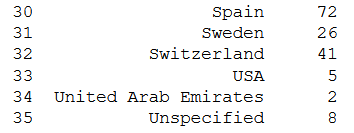 30 Spain 72
31 Sweden 26
32 Switzerland 41
33 USA 5
34 United Arab Emirates 2
35 Unspecified 8